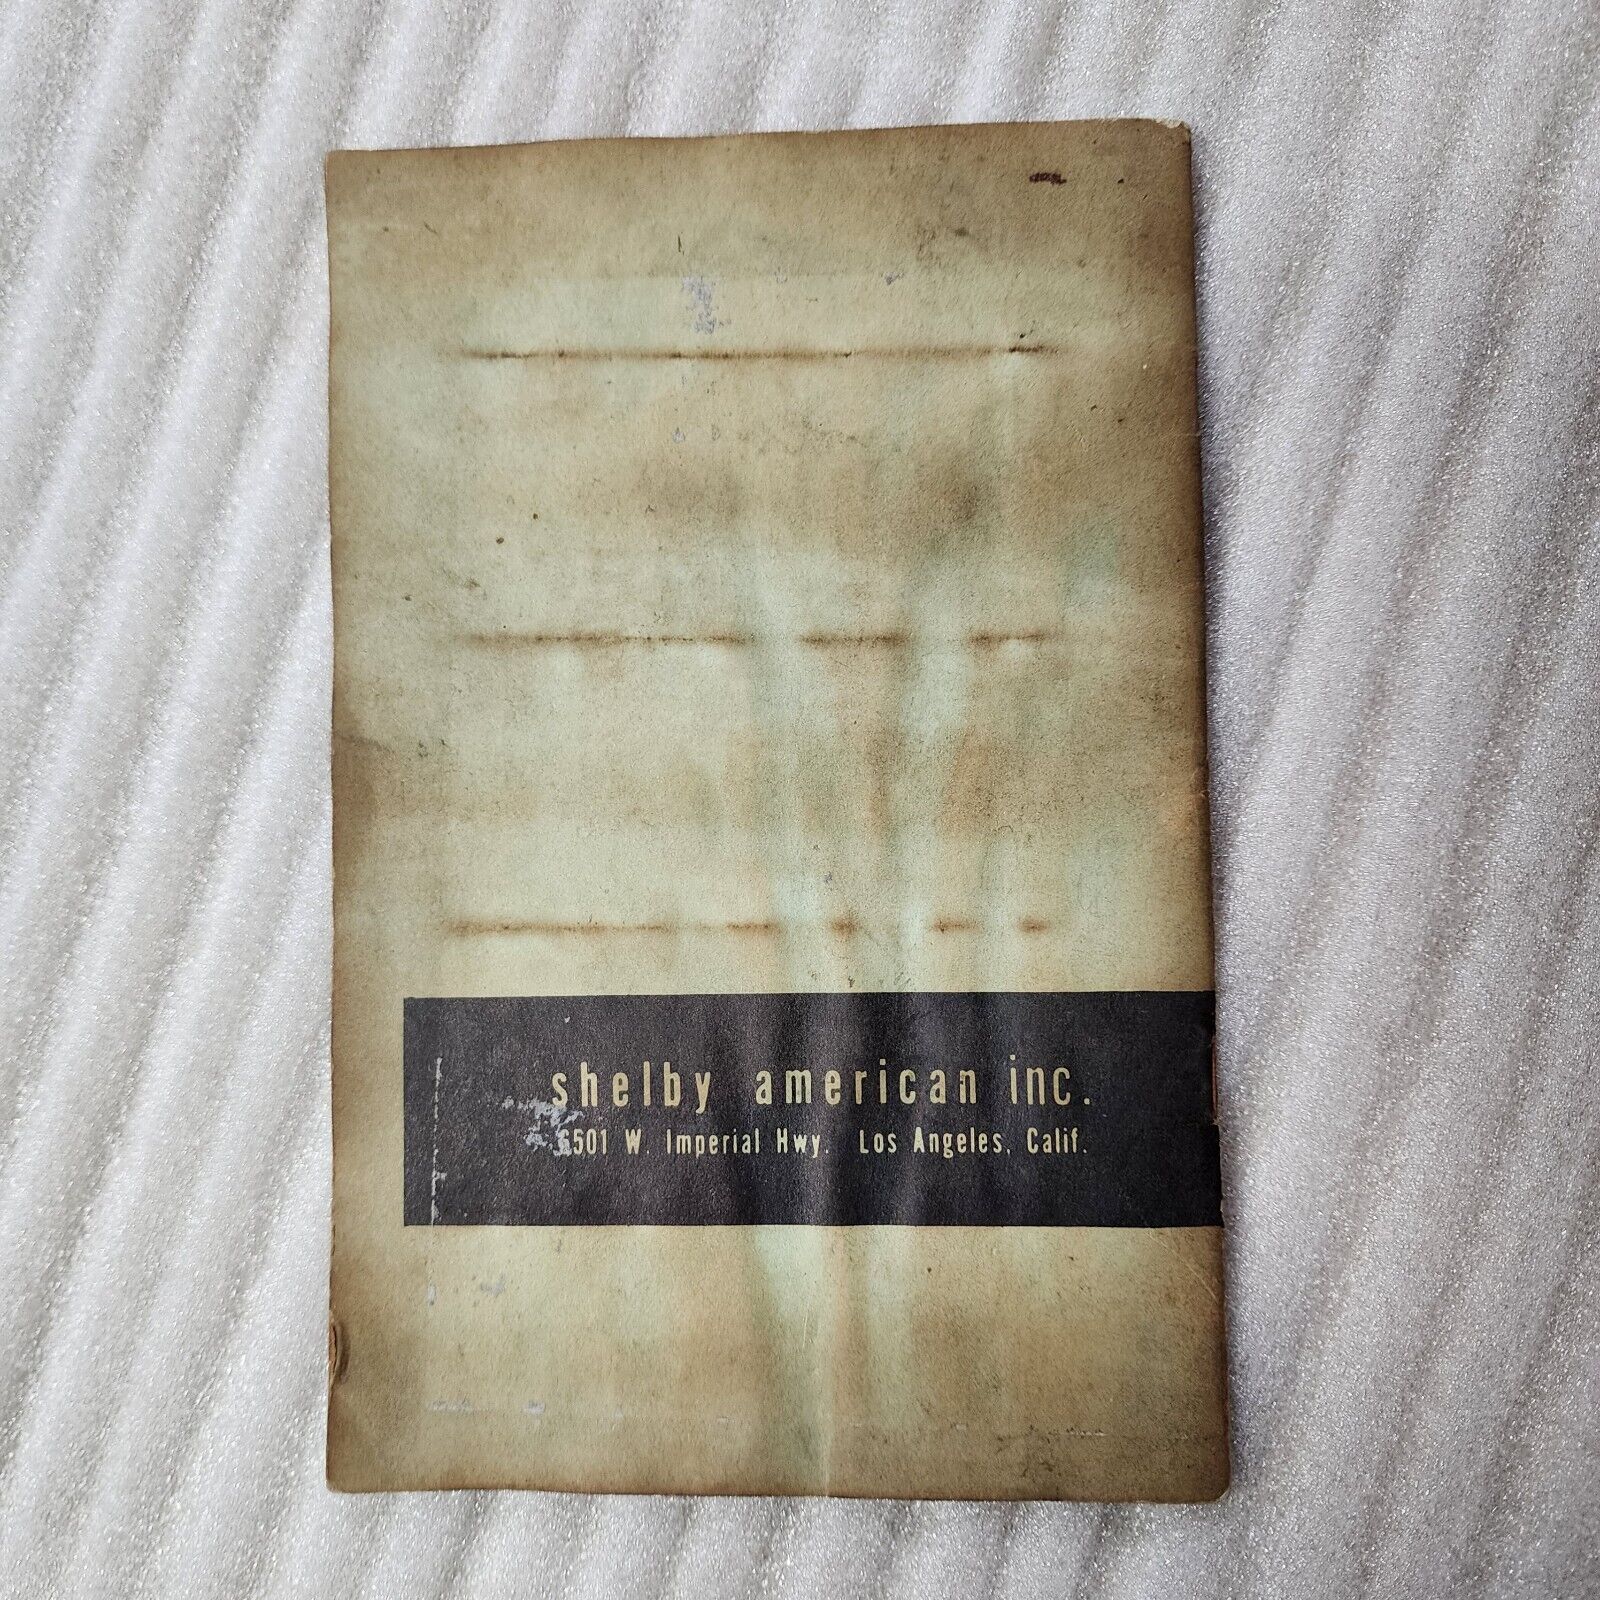 shelby american inc.
6501 W. Imperial Hwy. Los Angeles, Calif.